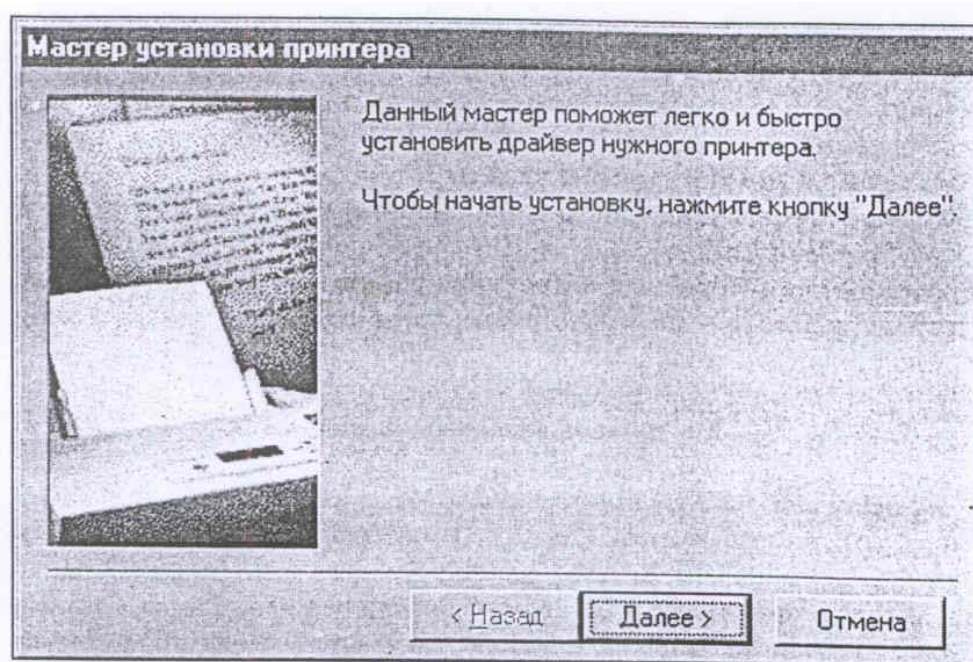 Мастер установки принтера
Данный мастер поможет легко и быстро
установить драйвер нужного принтера.
Чтобы начать установку, нажмите кнопку "Далее".
< Назад
Далее >
Отмена